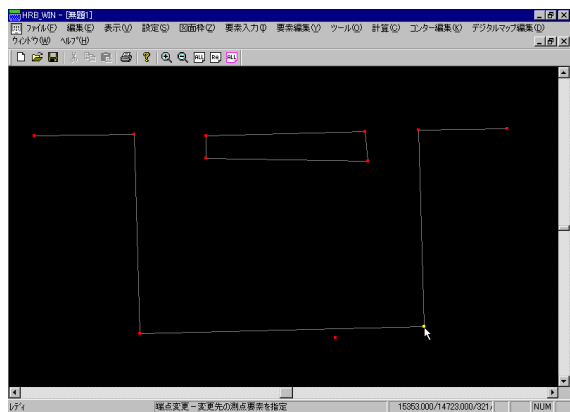 HRB_WIN - [無題1]
ファイル(F) 編集(E) 表示(V) 設定(S) 図面枠(Z) 要素入力(I) 要素編集(Y) ツール(O) 計算(C) コンター編集(K) デジタルマップ編集(D)
ウィンドウ(W) ヘルプ(H)
ALL RH ALL
レディ 端点変更－変更先の測点要素を指定 15353.000/14723.000/321/ NUM